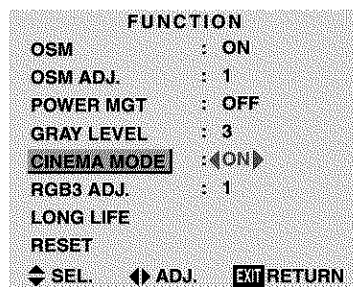 FUNCTION
OSM : ON
OSM ADJ. : 1
POWER MGT : OFF
GRAY LEVEL : 3
CINEMA MODE : ◀ON▶
RGB3 ADJ. : 1
LONG LIFE
RESET
SEL. ADJ. EXIT RETURN